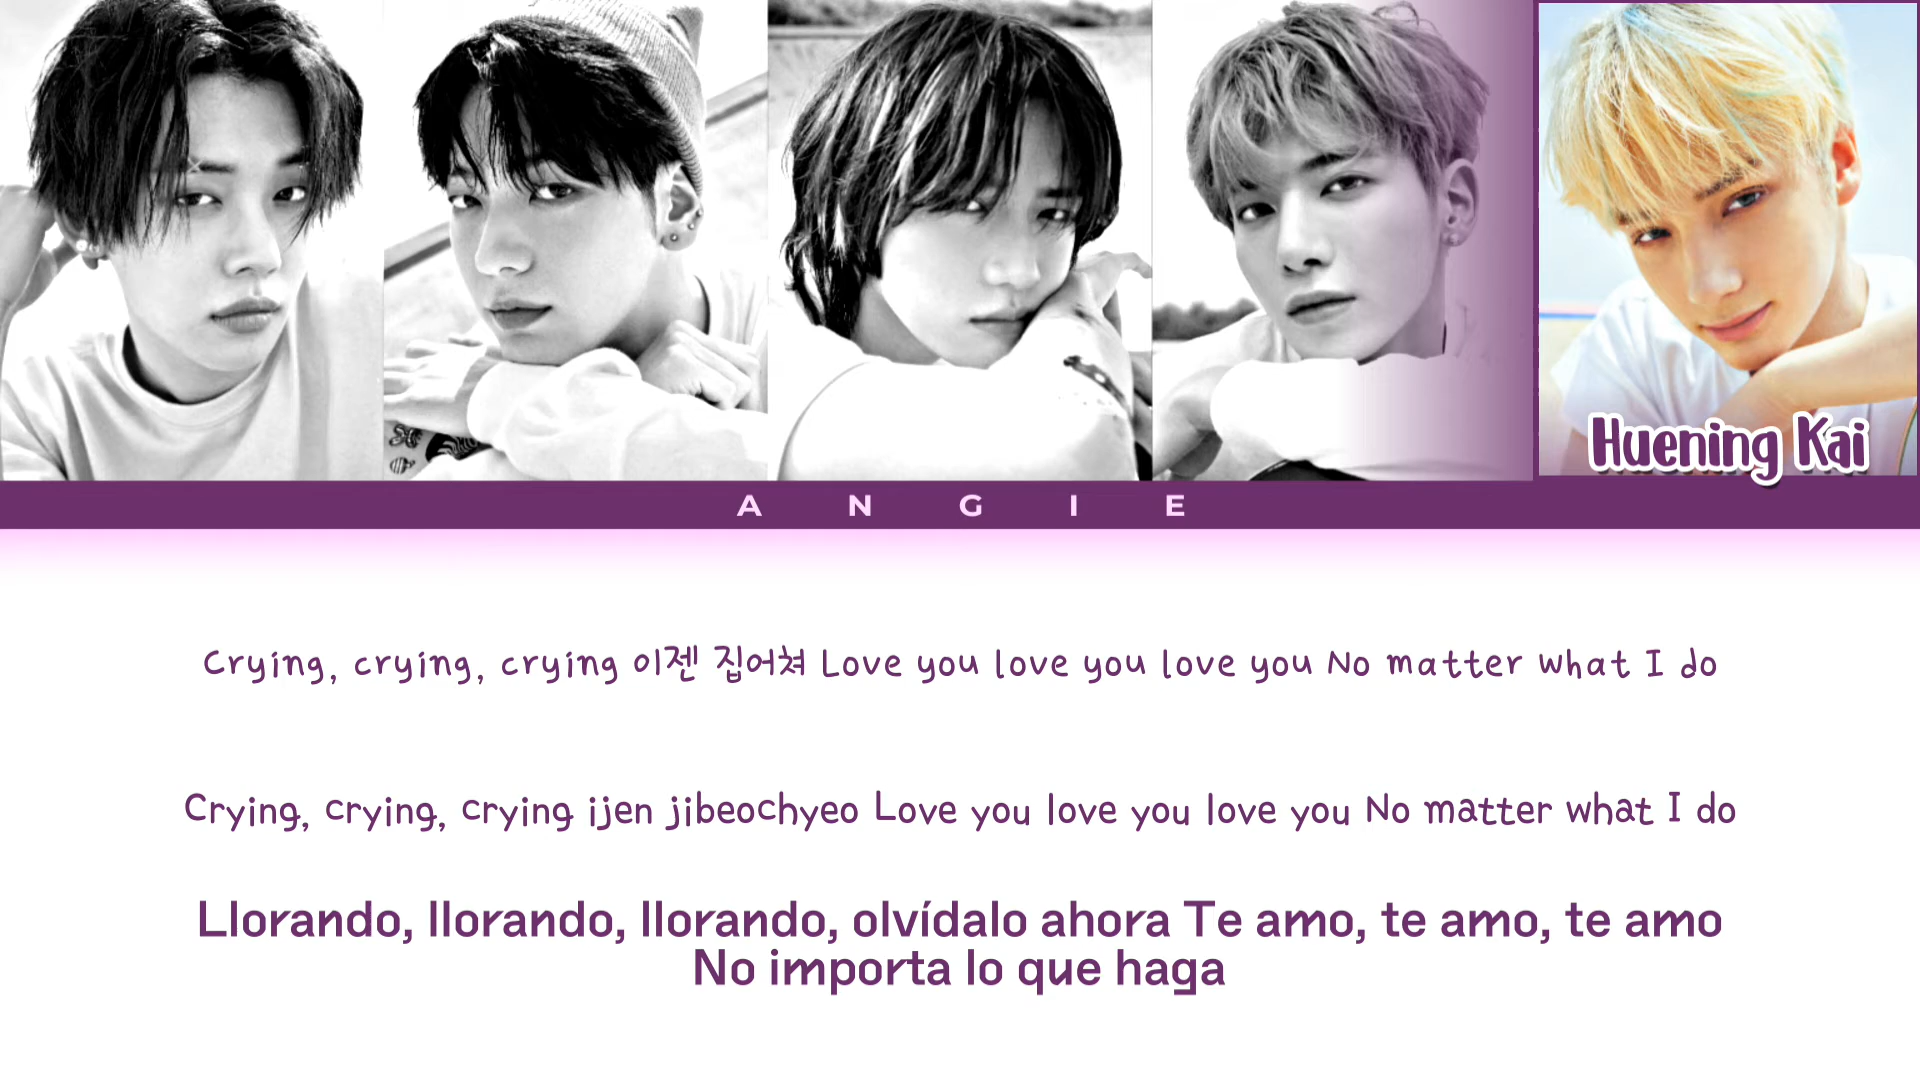 Huening Kai
A N G I E
Crying, crying, crying 이젠 집어쳐 Love you love you love you No matter what I do
Crying, crying, crying ijen jibeochyeo Love you love you love you No matter what I do
Llorando, llorando, llorando, olvídalo ahora Te amo, te amo, te amo
No importa lo que haga